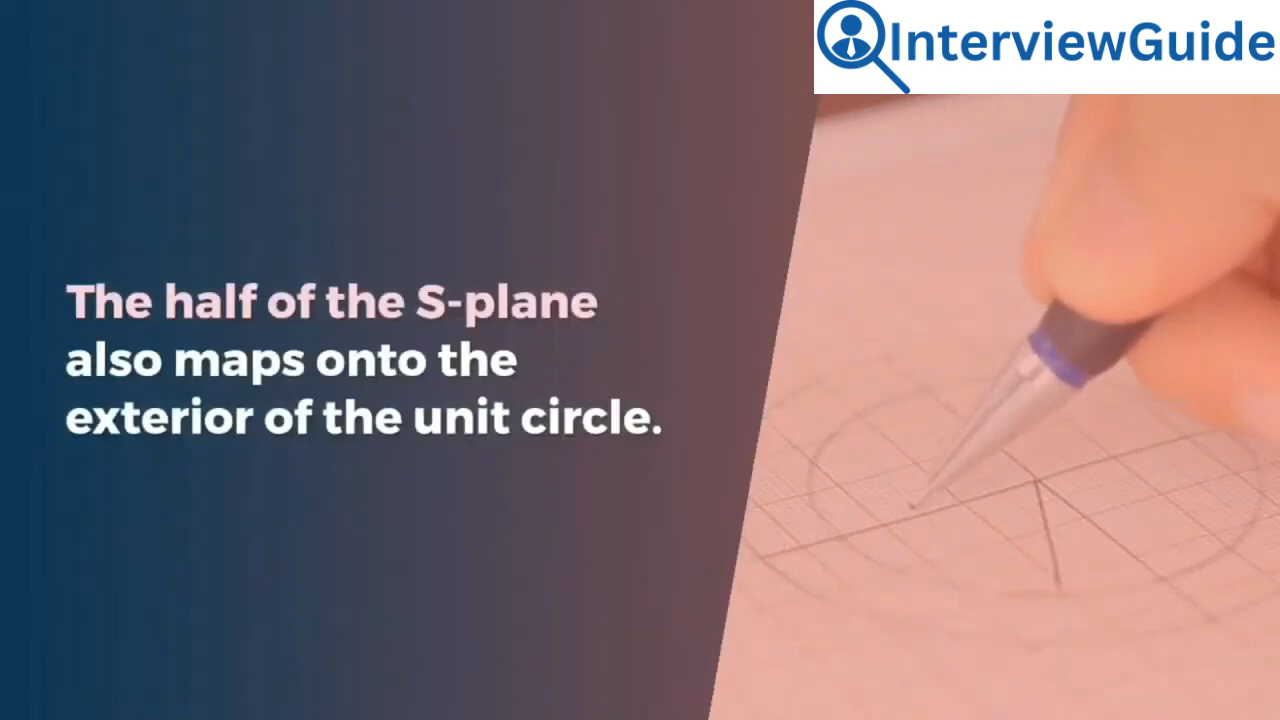 InterviewGuide
The half of the S-plane
also maps onto the
exterior of the unit circle.